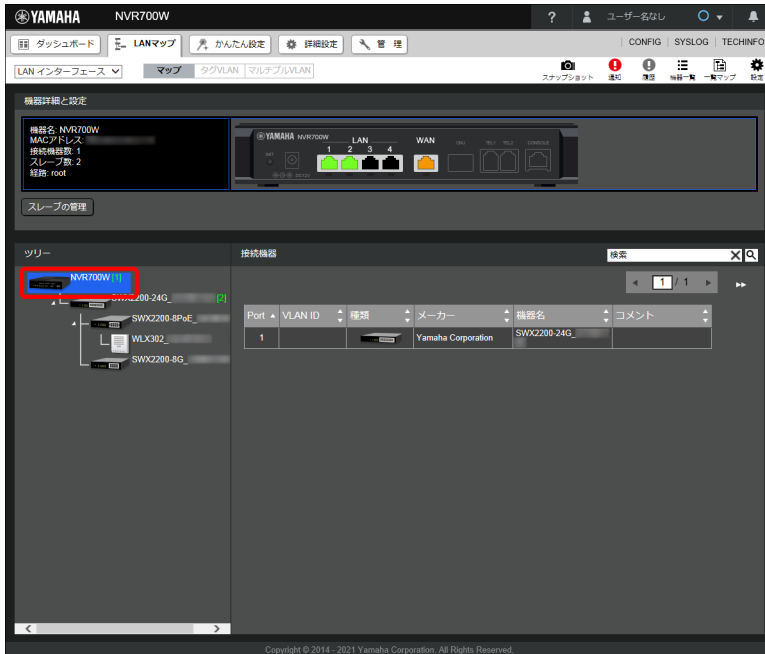 YAMAHA NVR700W ? ユーザー名なし
ダッシュボード LANマップ かんたん設定 詳細設定 管 理 CONFIG SYSLOG TECHINFO
LAN インターフェース マップ タグVLAN マルチプルVLAN スナップショット 通知 履歴 機器一覧 一覧マップ 設定
機器詳細と設定
機器名: NVR700W
MACアドレス:
接続機器数: 1
スレーブ数: 2
経路: root
YAMAHA NVR700W LAN WAN ONU TEL1 TEL2 CONSOLE
1 2 3 4
DC12V
スレーブの管理
ツリー
NVR700W [1]
SWX2200-24G_ [2]
SWX2200-8PoE_
WLX302_
SWX2200-8G_
接続機器 検索
1 / 1
Port VLAN ID 種類 メーカー 機器名 コメント
1 Yamaha Corporation SWX2200-24G_
Copyright © 2014 - 2021 Yamaha Corporation. All Rights Reserved.